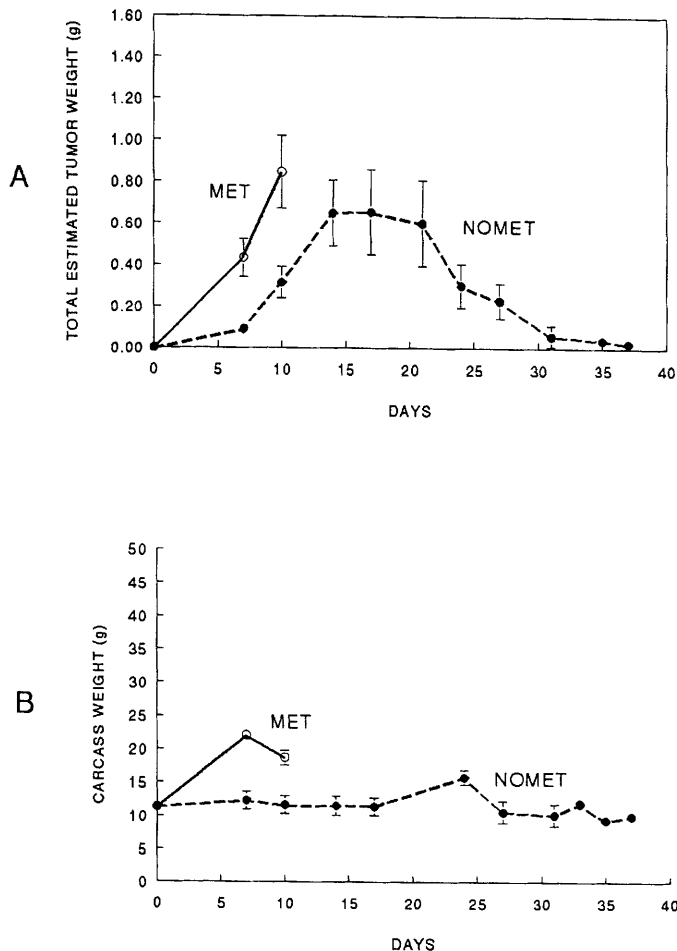 A
TOTAL ESTIMATED TUMOR WEIGHT (g)
1.60
1.40
1.20
1.00
0.80
0.60
0.40
0.20
0.00
MET
NOMET
0 5 10 15 20 25 30 35 40
DAYS
B
CARCASS WEIGHT (g)
50
45
40
35
30
25
20
15
10
5
0
MET
NOMET
0 5 10 15 20 25 30 35 40
DAYS